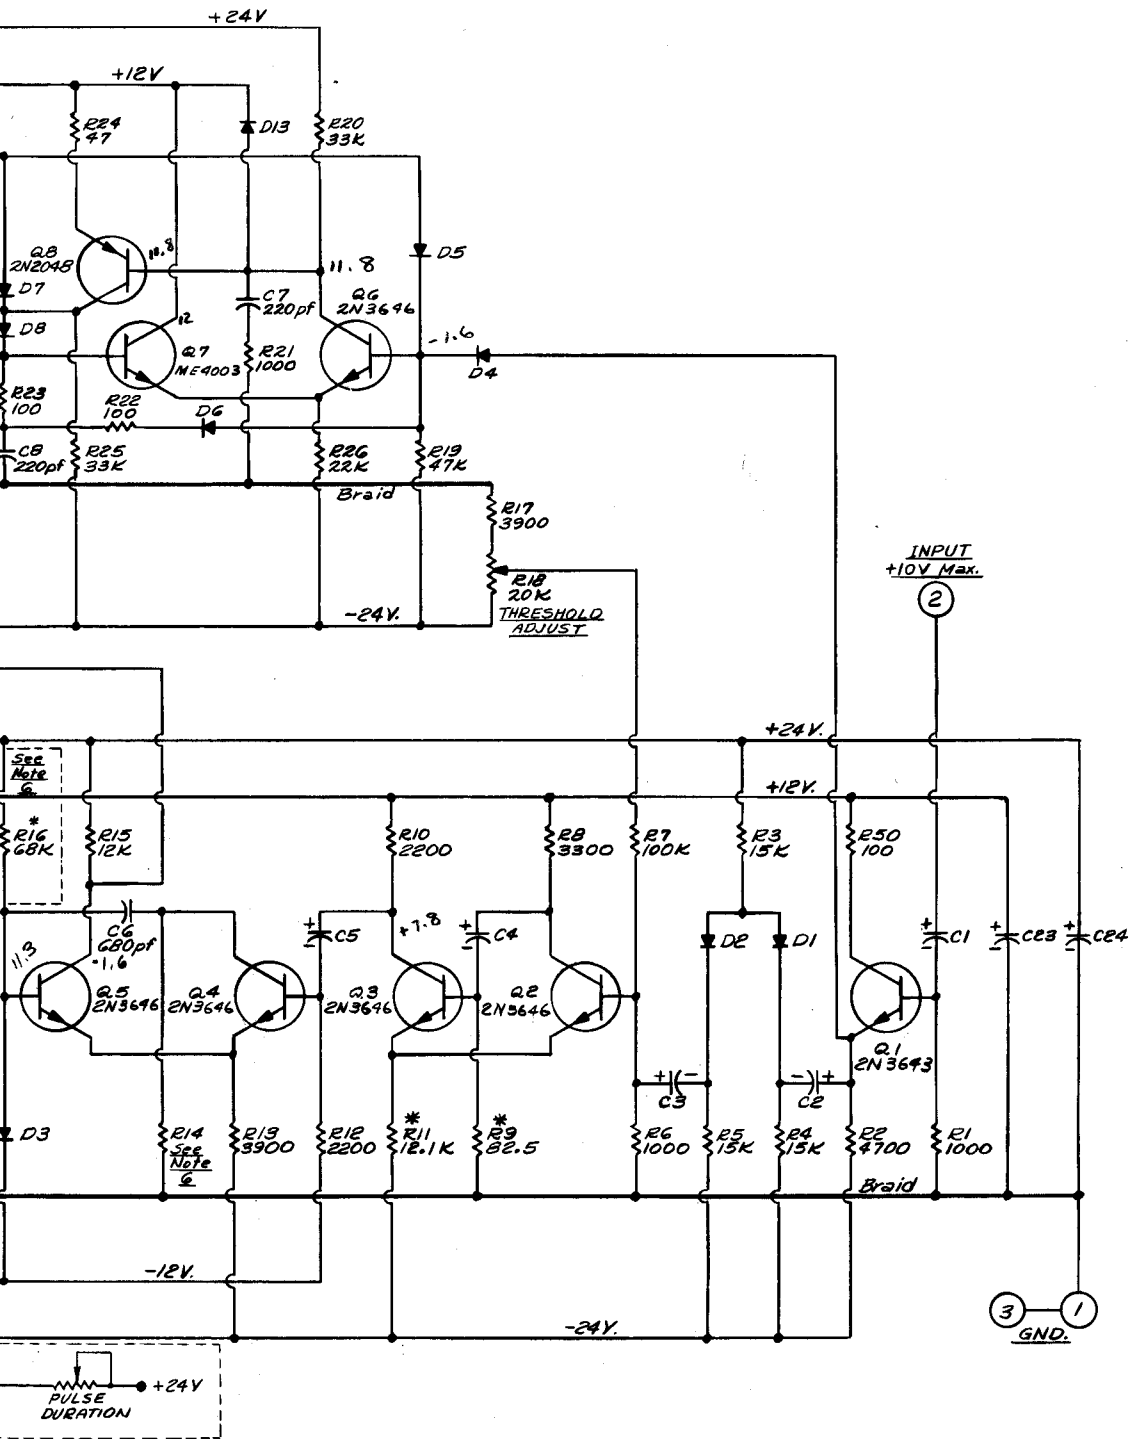 +24V
+12V
R24
47
D13
R20
33K
Q8
2N2048
11.8
11.8
D5
D7
C7
220pf
Q6
2N3646
D8
12
-1.6
Q7
ME4003
R21
1000
D4
R23
100
R22
100
D6
C8
220pf
R25
33K
R26
22K
R19
47K
Braid
R17
3900
R18
20K
THRESHOLD
ADJUST
-24V.
INPUT
+10V Max.
2
+24V.
See
Note
6
+12V.
*
R16
68K
R15
12K
R10
2200
R8
3300
R7
100K
R3
15K
R50
100
C6
680pf
-1.6
11.3
+
C5
-
+7.8
+
C4
-
D2
D1
+
C1
-
+
C23
-
+
C24
-
Q5
2N3646
Q4
2N3646
Q3
2N3646
Q2
2N3646
Q1
2N3643
+ -
C3
- +
C2
D3
R14
See
Note
6
R13
3900
R12
2200
*
R11
12.1K
*
R9
82.5
R6
1000
R5
15K
R4
15K
R2
4700
R1
1000
Braid
-12V.
-24V.
3
1
GND.
+24V
PULSE
DURATION